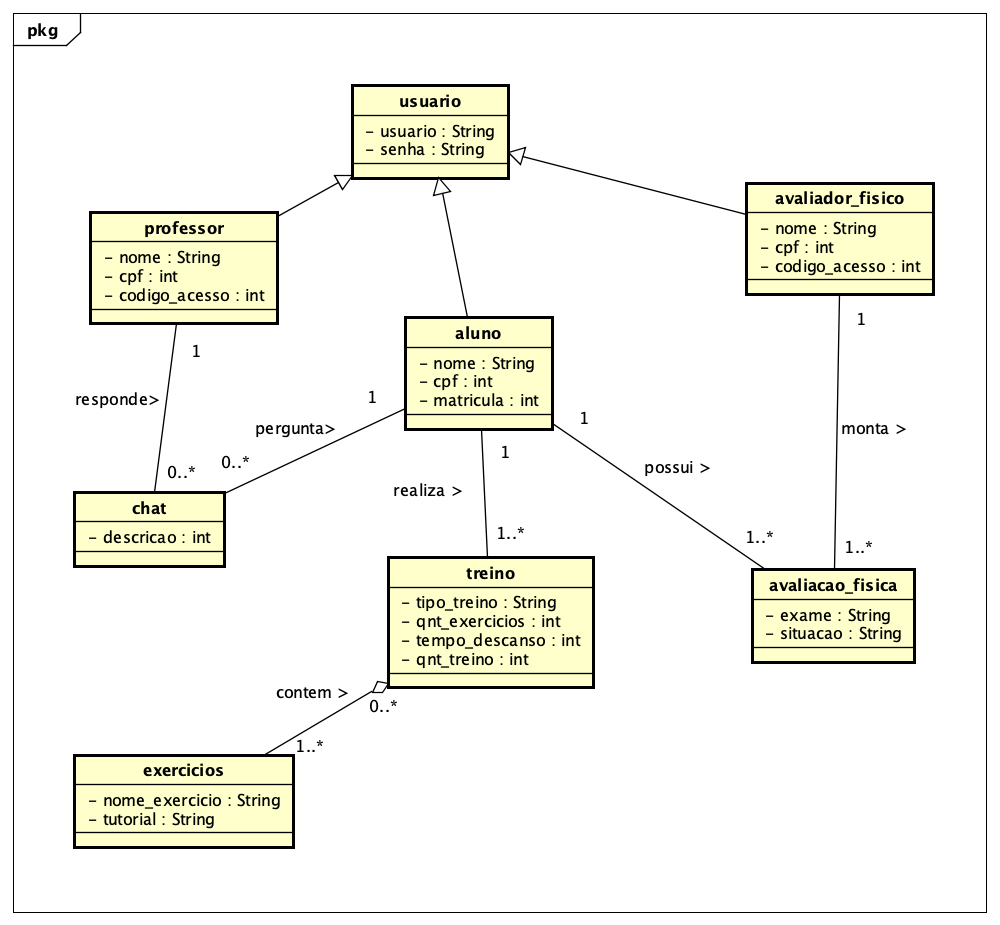 pkg
usuario
- usuario : String
- senha : String
avaliador_fisico
- nome : String
- cpf : int
- codigo_acesso : int
professor
- nome : String
- cpf : int
- codigo_acesso : int
aluno
- nome : String
- cpf : int
- matricula : int
1
responde>
0..*
1
pergunta>
0..*
1
realiza >
1..*
1
possui >
1..*
1
monta >
1..*
chat
- descricao : int
treino
- tipo_treino : String
- qnt_exercicios : int
- tempo_descanso : int
- qnt_treino : int
avaliacao_fisica
- exame : String
- situacao : String
contem >
0..*
1..*
exercicios
- nome_exercicio : String
- tutorial : String